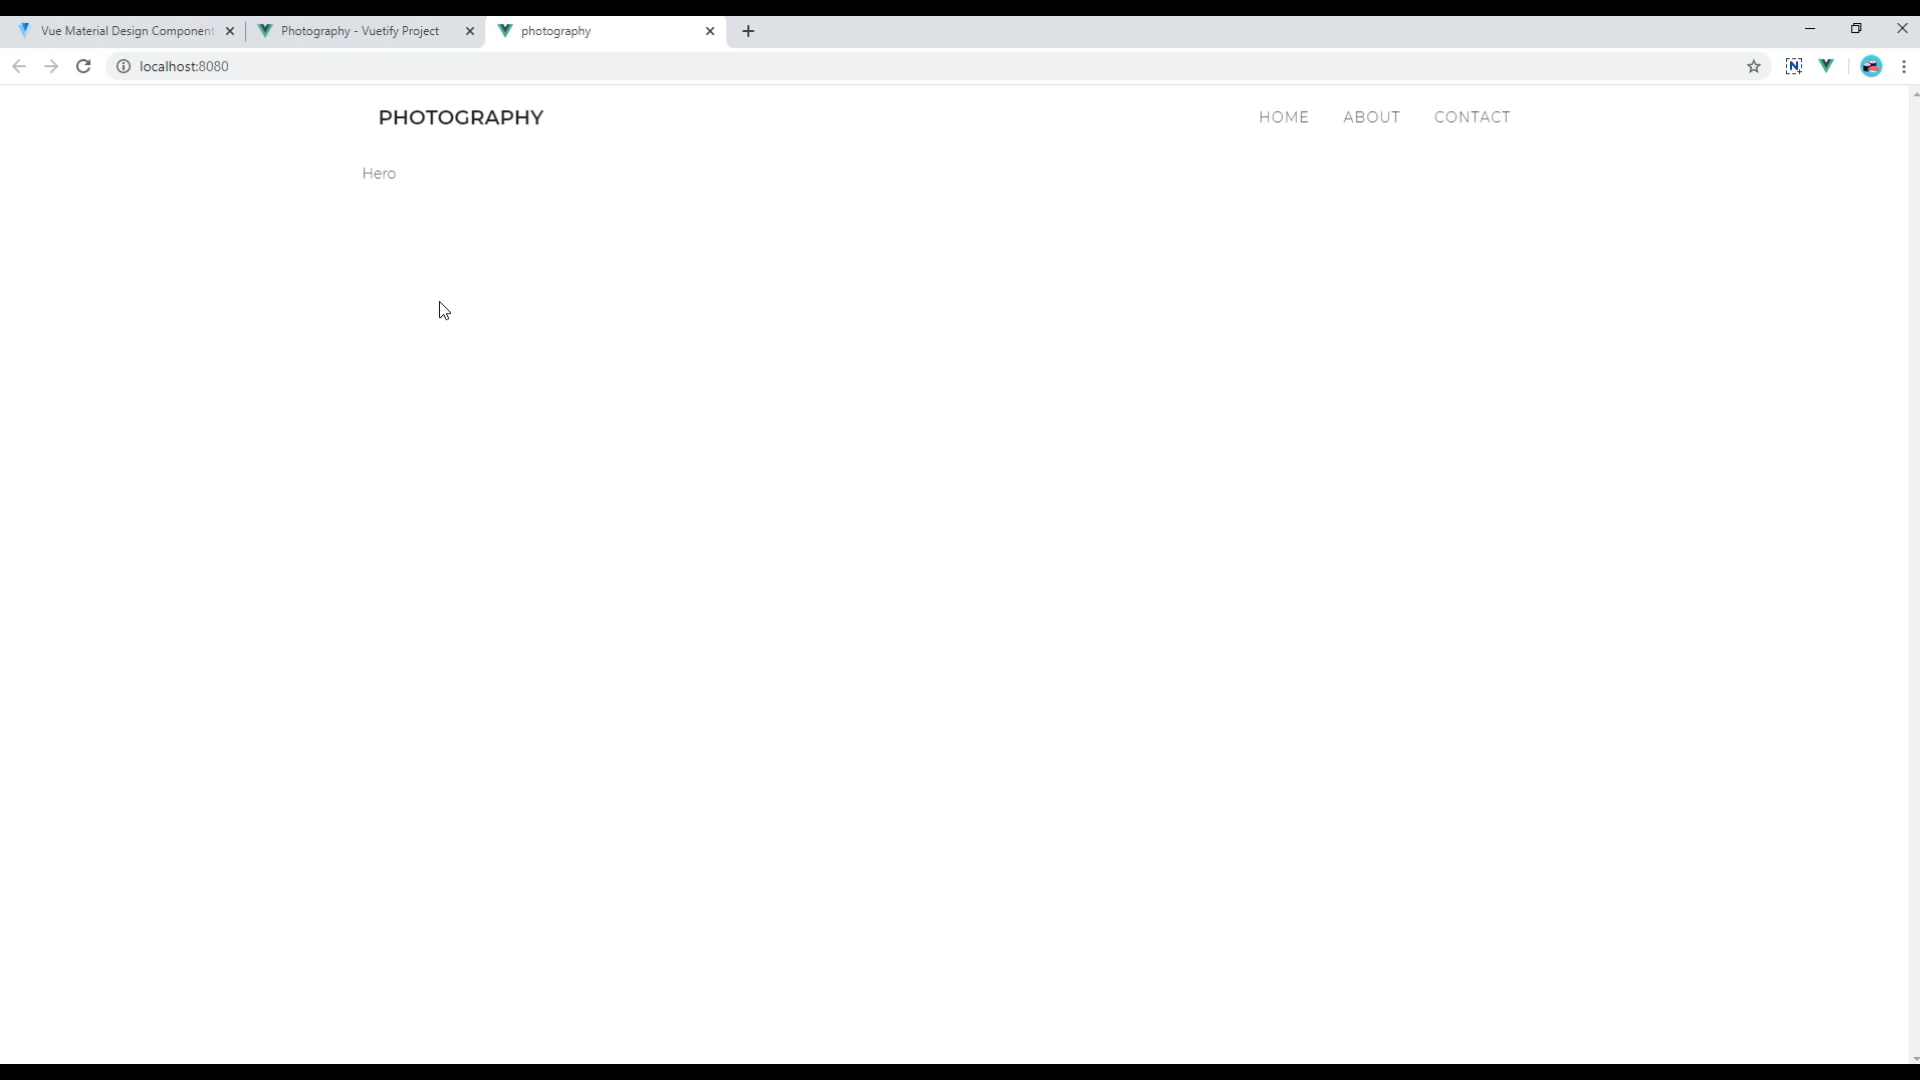 Vue Material Design Component
Photography - Vuetify Project
photography
localhost:8080
PHOTOGRAPHY
HOME
ABOUT
CONTACT
Hero